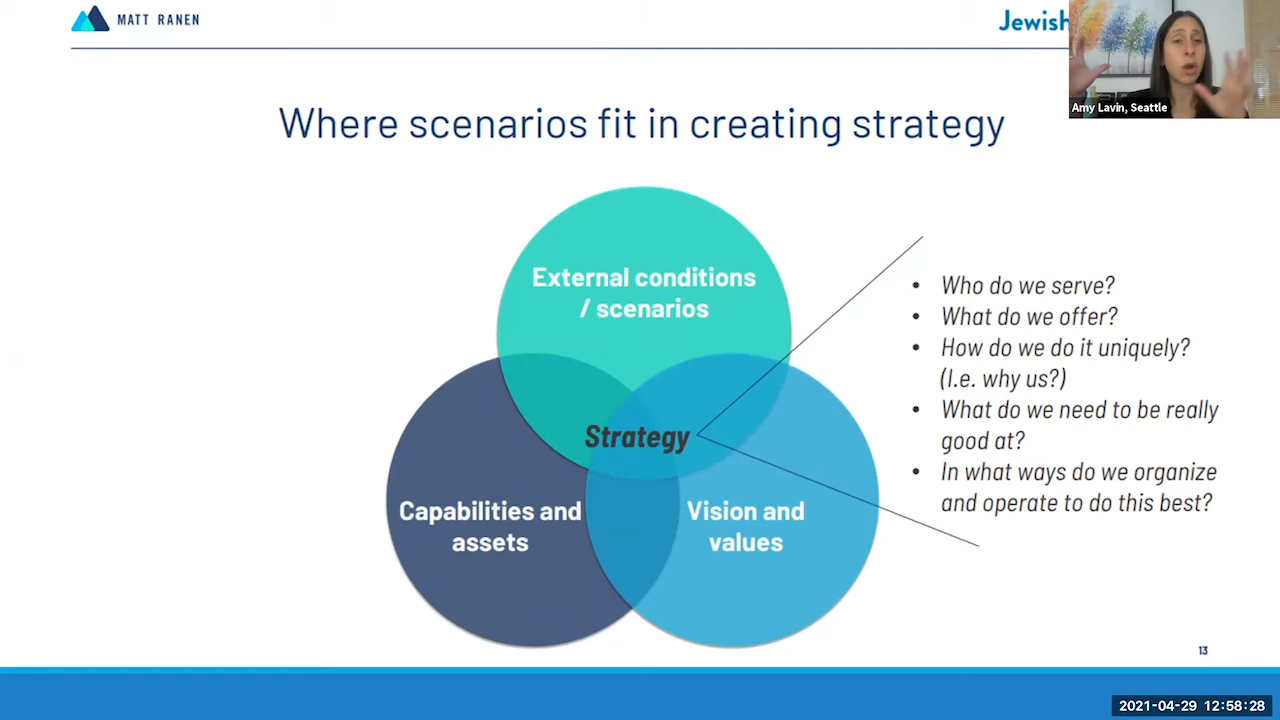 MATT RANEN
Jewish
Amy Lavin, Seattle
Where scenarios fit in creating strategy
External conditions
/ scenarios
Strategy
Capabilities and
assets
Vision and
values
• Who do we serve?
• What do we offer?
• How do we do it uniquely?
(I.e. why us?)
• What do we need to be really
good at?
• In what ways do we organize
and operate to do this best?
13
2021-04-29 12:58:28